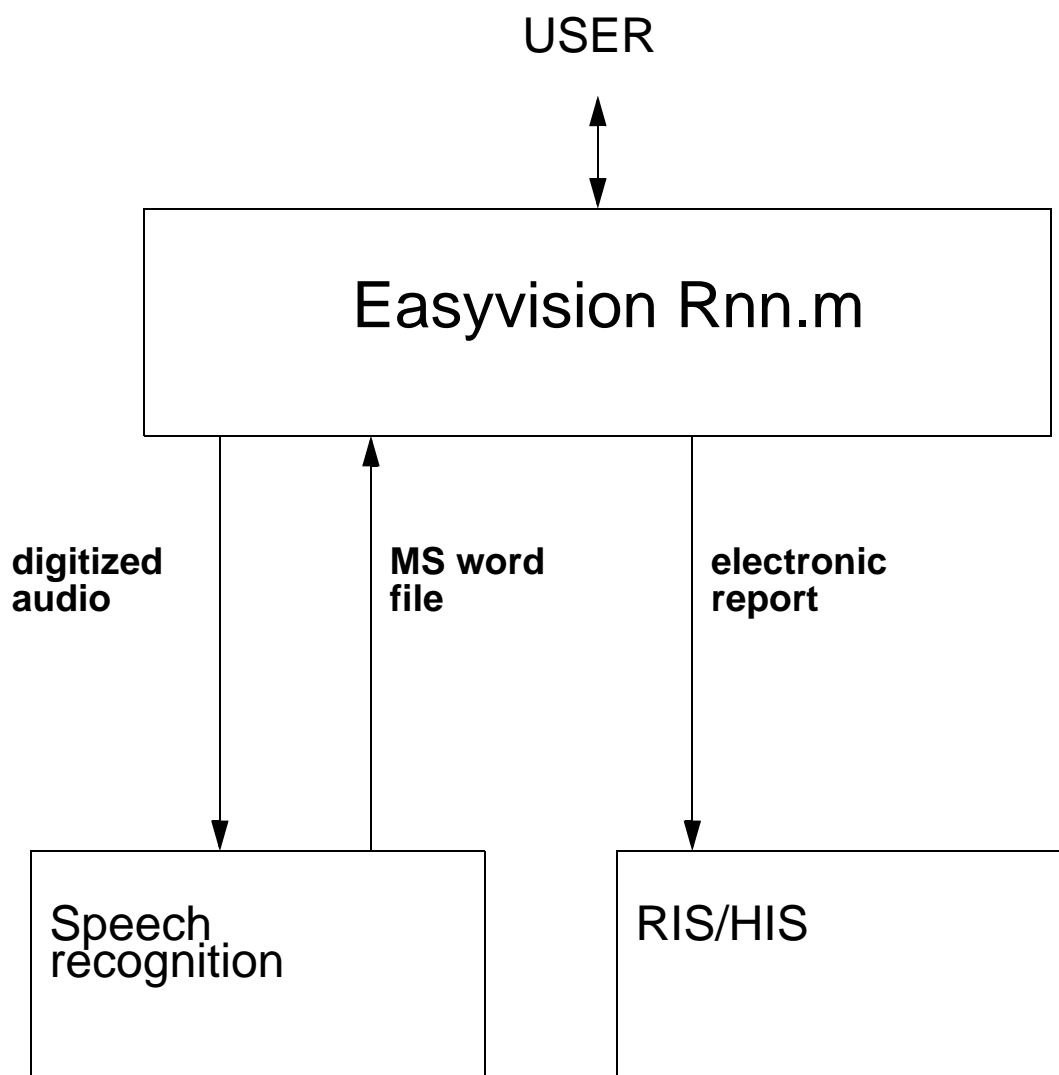 USER
Easyvision Rnn.m
digitized
audio
MS word
file
electronic
report
Speech
recognition
RIS/HIS